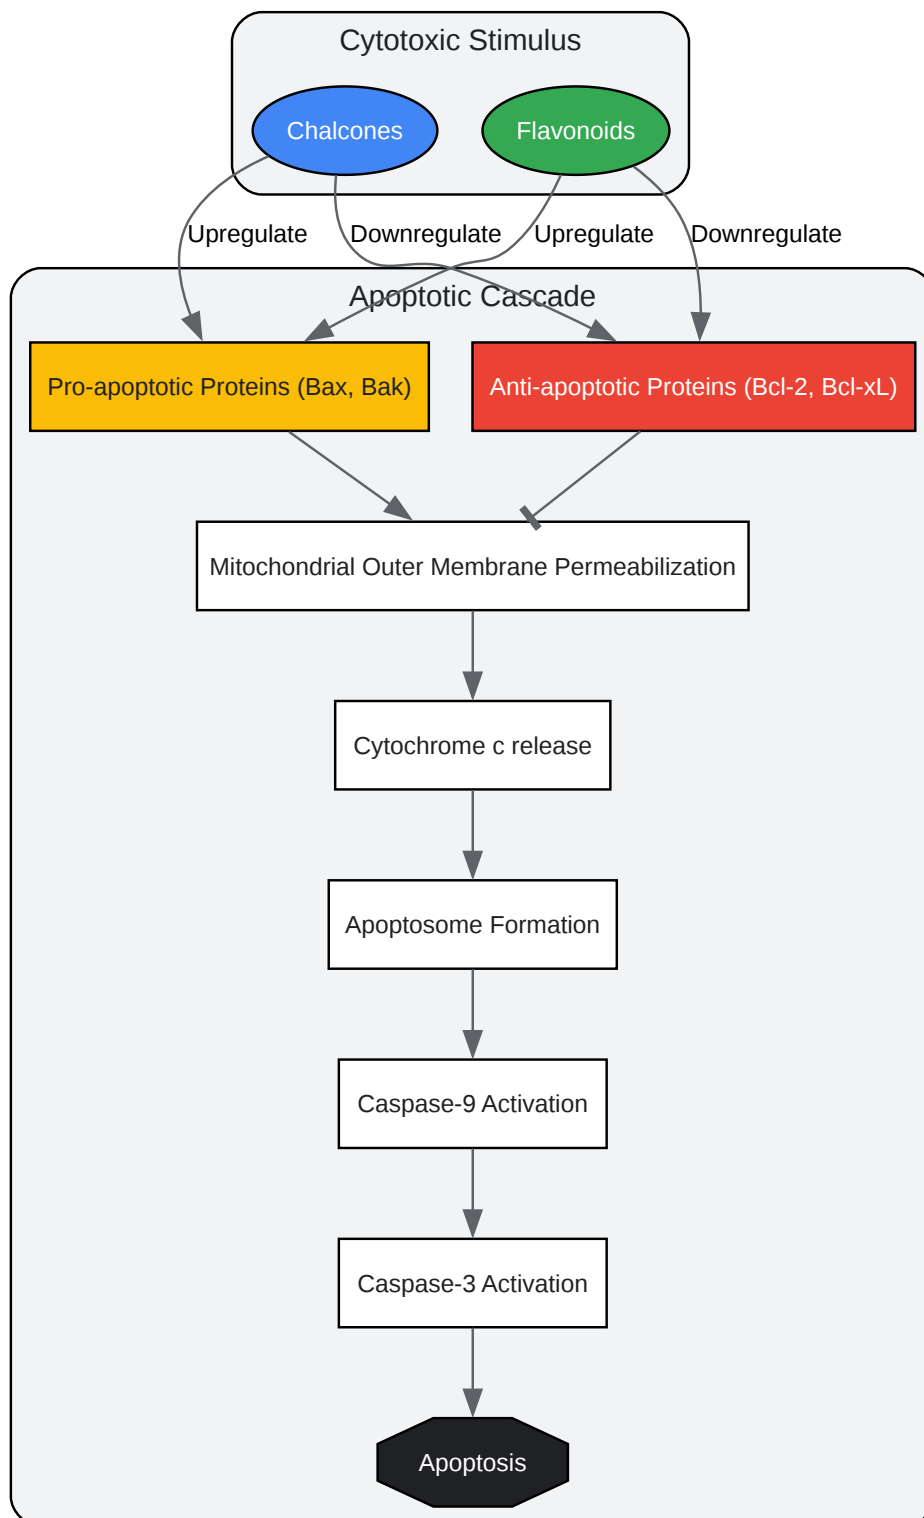 Cytotoxic Stimulus
Chalcones
Flavonoids
Upregulate
Downregulate
Upregulate
Downregulate
Apoptotic Cascade
Pro-apoptotic Proteins (Bax, Bak)
Anti-apoptotic Proteins (Bcl-2, Bcl-xL)
Mitochondrial Outer Membrane Permeabilization
Cytochrome c release
Apoptosome Formation
Caspase-9 Activation
Caspase-3 Activation
Apoptosis